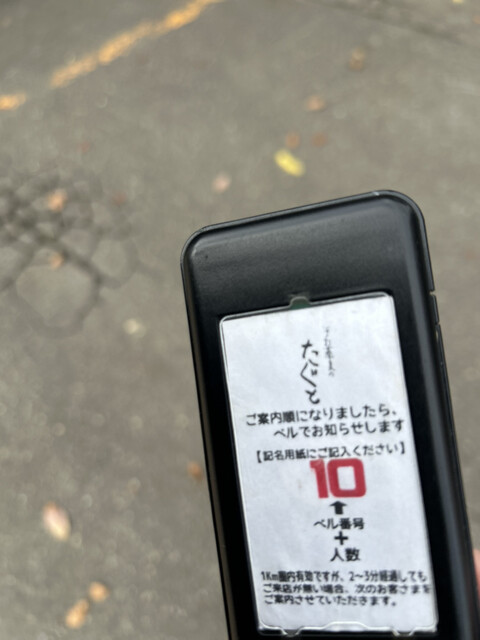 たぐと
ご案内順になりましたら、
ベルでお知らせします
【記名用紙にご記入ください】
10
⬆
ベル番号
+
人数
1Km圏内有効ですが、2〜3分経過しても
ご来店が無い場合、次のお客さまを
ご案内させていただきます。